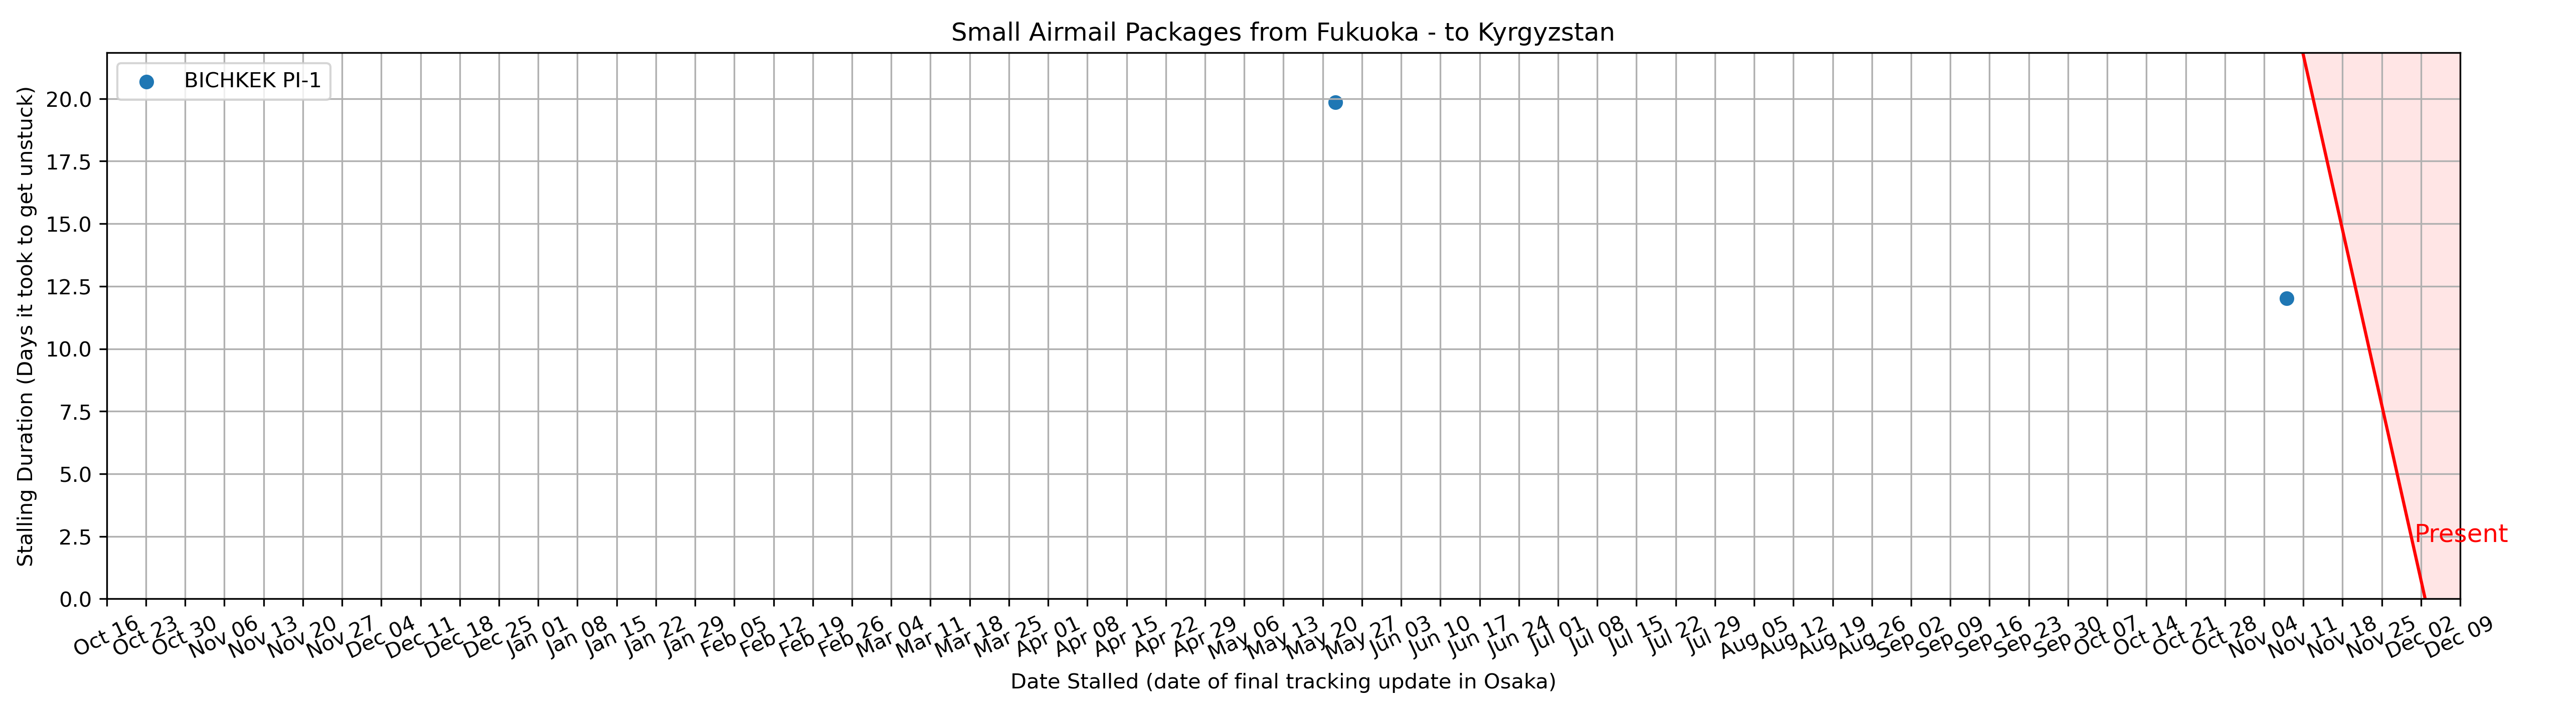 Small Airmail Packages from Fukuoka - to Kyrgyzstan
BICHKEK PI-1
Stalling Duration (Days it took to get unstuck)
20.0
17.5
15.0
12.5
10.0
7.5
5.0
2.5
0.0
Present
Oct 16
Oct 23
Oct 30
Nov 06
Nov 13
Nov 20
Nov 27
Dec 04
Dec 11
Dec 18
Dec 25
Jan 01
Jan 08
Jan 15
Jan 22
Jan 29
Feb 05
Feb 12
Feb 19
Feb 26
Mar 04
Mar 11
Mar 18
Mar 25
Apr 01
Apr 08
Apr 15
Apr 22
Apr 29
May 06
May 13
May 20
May 27
Jun 03
Jun 10
Jun 17
Jun 24
Jul 01
Jul 08
Jul 15
Jul 22
Jul 29
Aug 05
Aug 12
Aug 19
Aug 26
Sep 02
Sep 09
Sep 16
Sep 23
Sep 30
Oct 07
Oct 14
Oct 21
Oct 28
Nov 04
Nov 11
Nov 18
Nov 25
Dec 02
Dec 09
Date Stalled (date of final tracking update in Osaka)